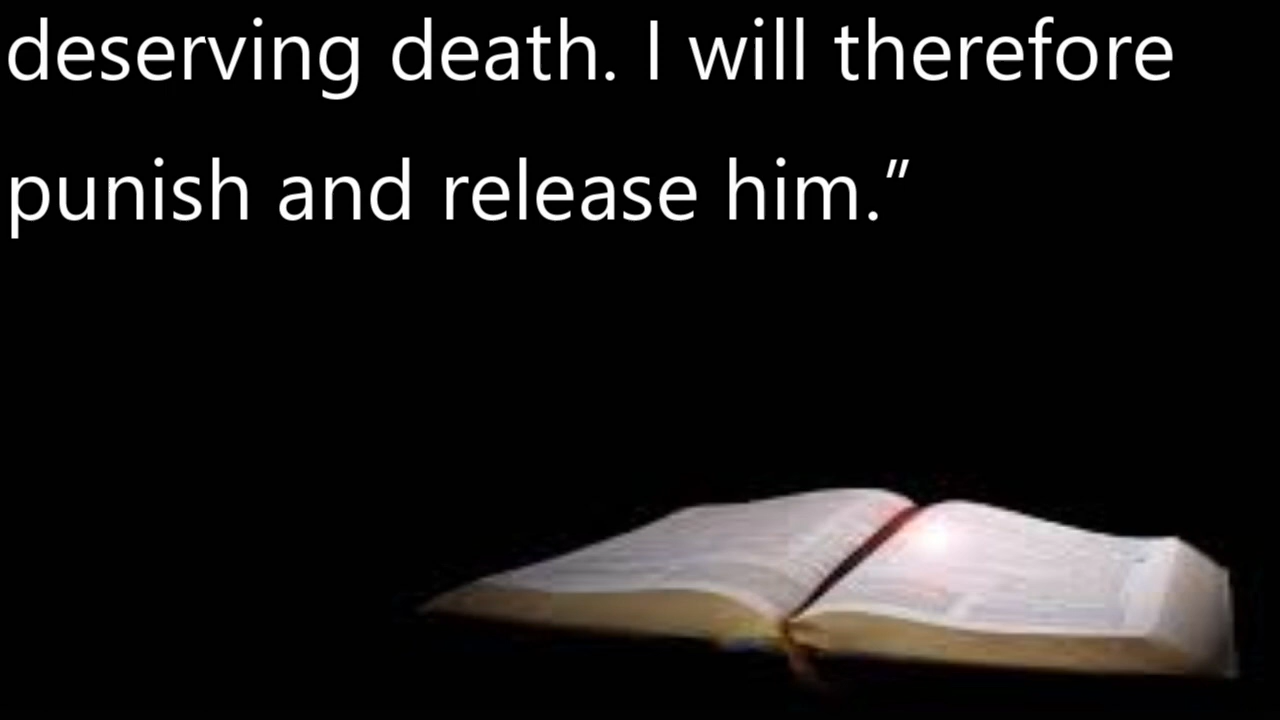 deserving death. I will therefore
punish and release him.”